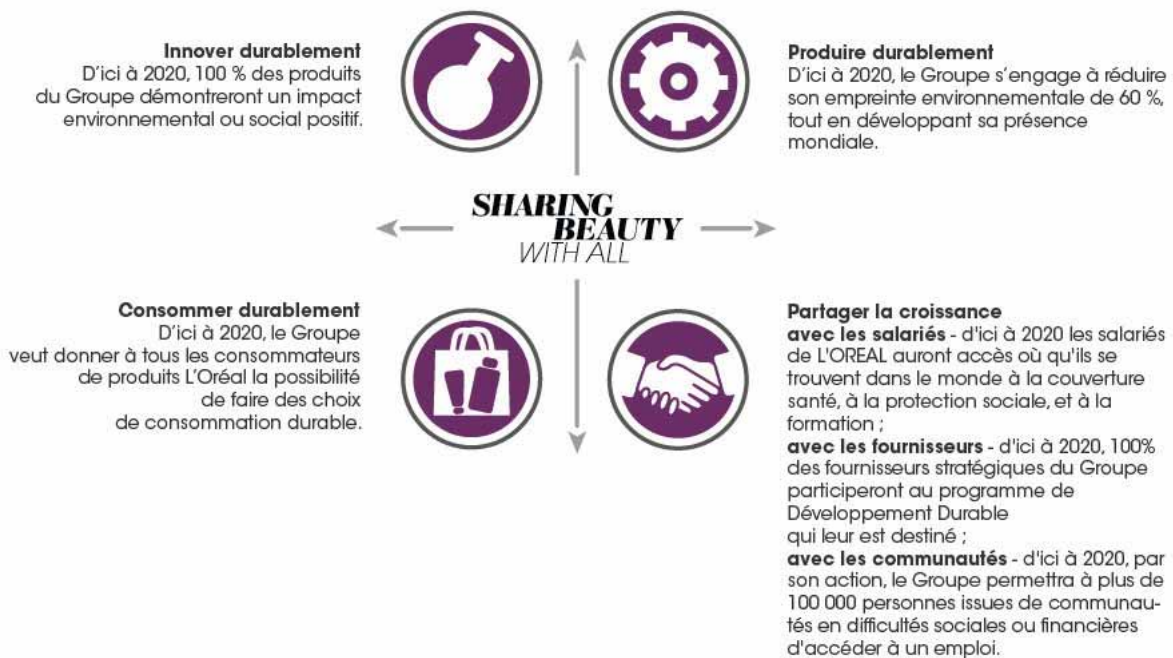 Innover durablement
D'ici à 2020, 100 % des produits
du Groupe démontreront un impact
environnemental ou social positif.
Produire durablement
D'ici à 2020, le Groupe s'engage à réduire
son empreinte environnementale de 60 %,
tout en développant sa présence
mondiale.
SHARING
BEAUTY
WITH ALL
Consommer durablement
D'ici à 2020, le Groupe
veut donner à tous les consommateurs
de produits L'Oréal la possibilité
de faire des choix
de consommation durable.
Partager la croissance
avec les salariés - d'ici à 2020 les salariés
de L'OREAL auront accès où qu'ils se
trouvent dans le monde à la couverture
santé, à la protection sociale, et à la
formation ;
avec les fournisseurs - d'ici à 2020, 100%
des fournisseurs stratégiques du Groupe
participeront au programme de
Développement Durable
qui leur est destiné ;
avec les communautés - d'ici à 2020, par
son action, le Groupe permettra à plus de
100 000 personnes issues de communau-
tés en difficultés sociales ou financières
d'accéder à un emploi.